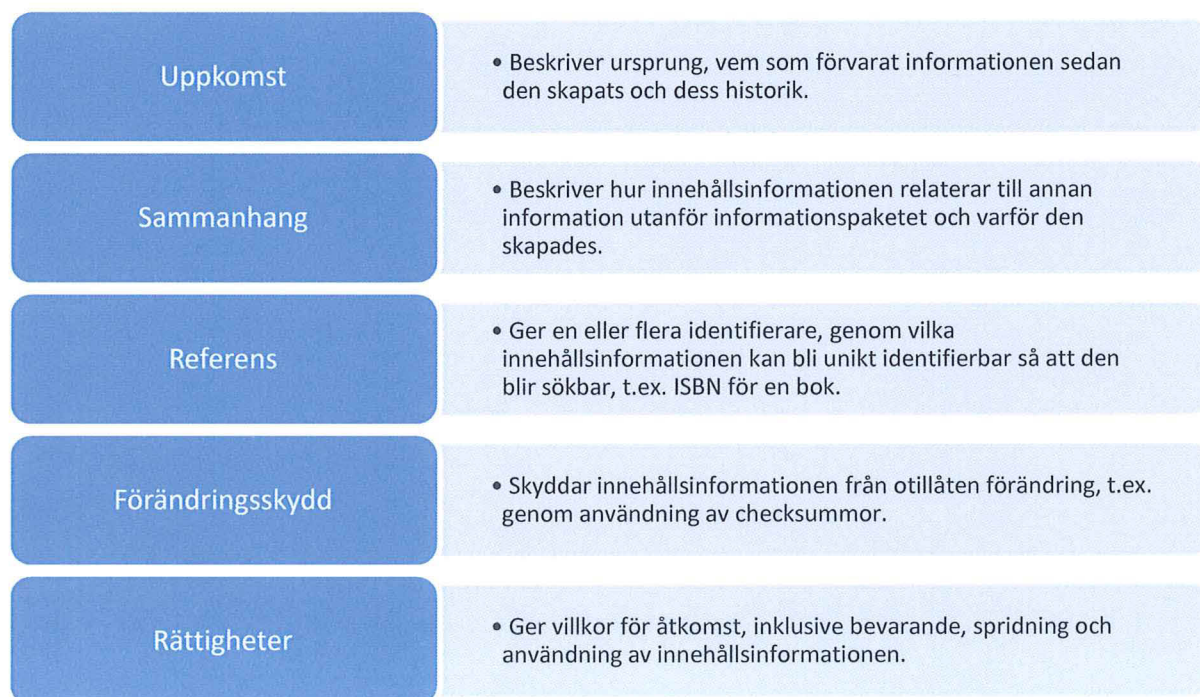 Uppkomst
• Beskriver ursprung, vem som förvarat informationen sedan
den skapats och dess historik.
Sammanhang
• Beskriver hur innehållsinformationen relaterar till annan
information utanför informationspaketet och varför den
skapades.
Referens
• Ger en eller flera identifierare, genom vilka
innehållsinformationen kan bli unikt identifierbar så att den
blir sökbar, t.ex. ISBN för en bok.
Förändringsskydd
• Skyddar innehållsinformationen från otillåten förändring, t.ex.
genom användning av checksummor.
Rättigheter
• Ger villkor för åtkomst, inklusive bevarande, spridning och
användning av innehållsinformationen.